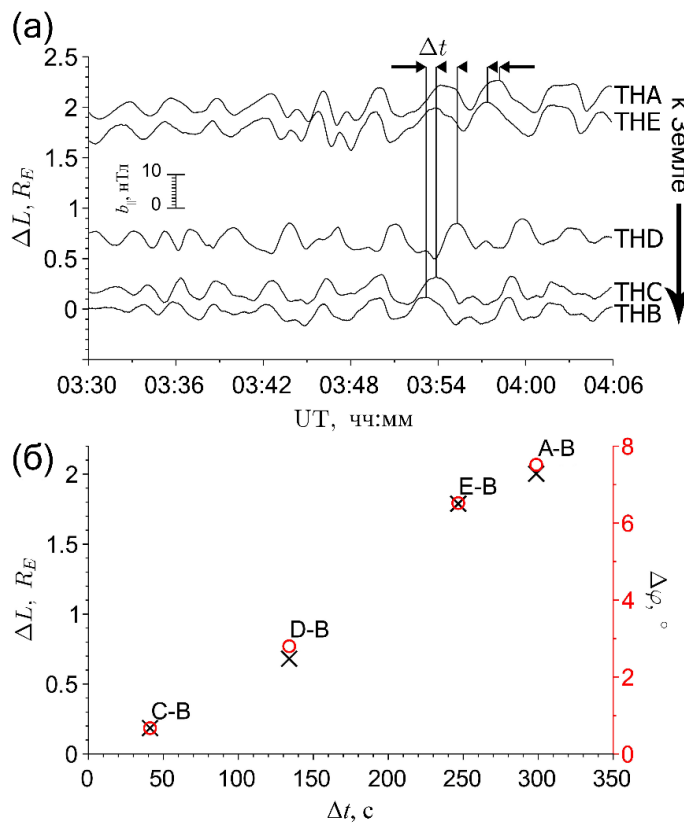 (а)
Δt
2.5
2
1.5
1
0.5
0
ΔL, R_E
b_||, нТл
10
0
THA
THE
THD
THC
THB
к Земле
03:30 03:36 03:42 03:48 03:54 04:00 04:06
UT, чч:мм
(б)
2
1.5
1
0.5
0
ΔL, R_E
A-B
E-B
D-B
C-B
8
6
4
2
0
Δφ, °
0 50 100 150 200 250 300 350
Δt, с